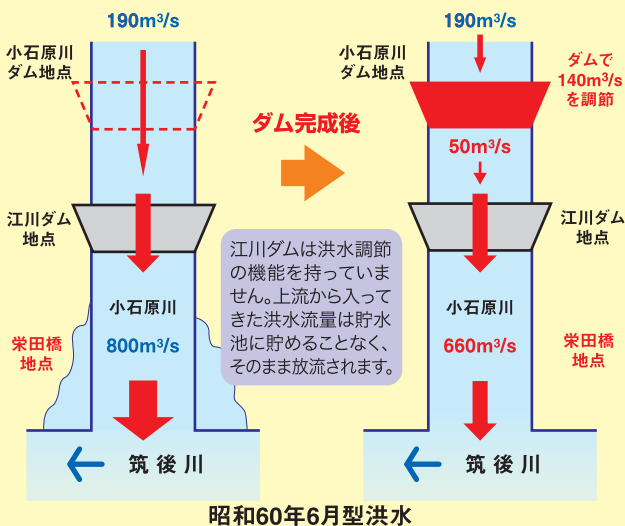 190m³/s
小石原川
ダム地点
江川ダム
地点
小石原川
栄田橋
地点
800m³/s
筑後川
ダム完成後
江川ダムは洪水調節
の機能を持っていま
せん。上流から入って
きた洪水流量は貯水
池に貯めることなく、
そのまま放流されます。
190m³/s
小石原川
ダム地点
ダムで
140m³/s
を調節
50m³/s
江川ダム
地点
小石原川
660m³/s
栄田橋
地点
筑後川
昭和60年6月型洪水